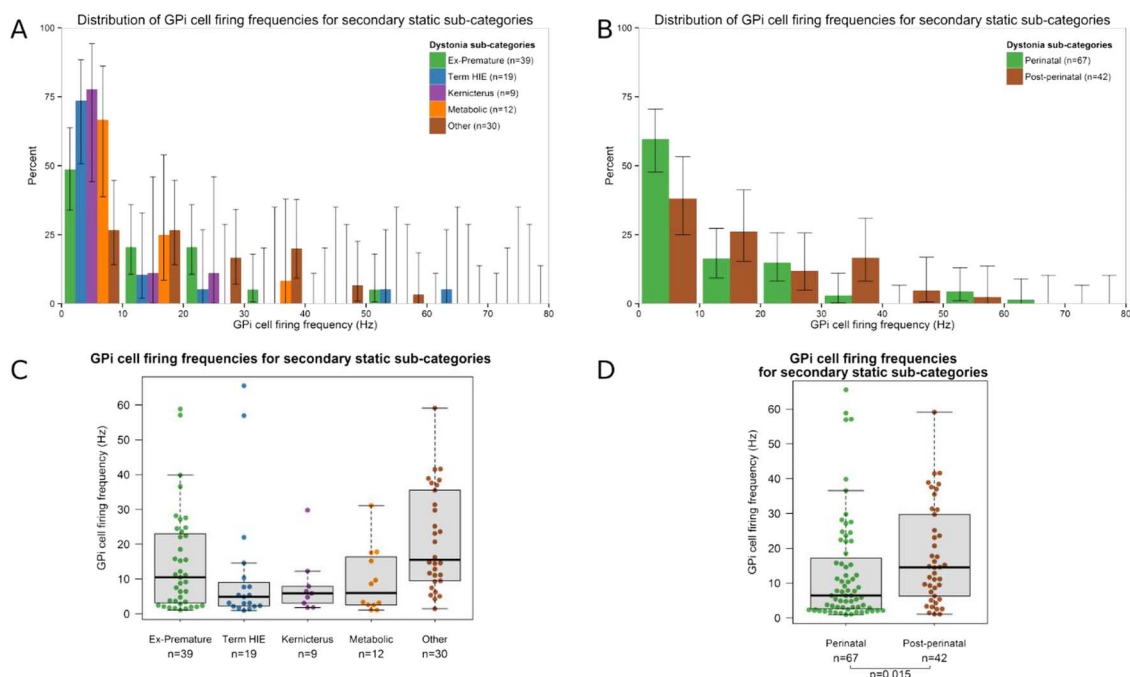 A
Distribution of GPi cell firing frequencies for secondary static sub-categories
100
75
50
25
0
Percent
Dystonia sub-categories
Ex-Premature (n=39)
Term HIE (n=19)
Kernicterus (n=9)
Metabolic (n=12)
Other (n=30)
0 10 20 30 40 50 60 70 80
GPi cell firing frequency (Hz)
B
Distribution of GPi cell firing frequencies for secondary static sub-categories
100
75
50
25
0
Percent
Dystonia sub-categories
Perinatal (n=67)
Post-perinatal (n=42)
0 10 20 30 40 50 60 70 80
GPi cell firing frequency (Hz)
C
GPi cell firing frequencies for secondary static sub-categories
60
50
40
30
20
10
0
GPi cell firing frequency (Hz)
Ex-Premature Term HIE Kernicterus Metabolic Other
n=39 n=19 n=9 n=12 n=30
D
GPi cell firing frequencies
for secondary static sub-categories
60
50
40
30
20
10
0
GPi cell firing frequency (Hz)
Perinatal Post-perinatal
n=67 n=42
p=0.015